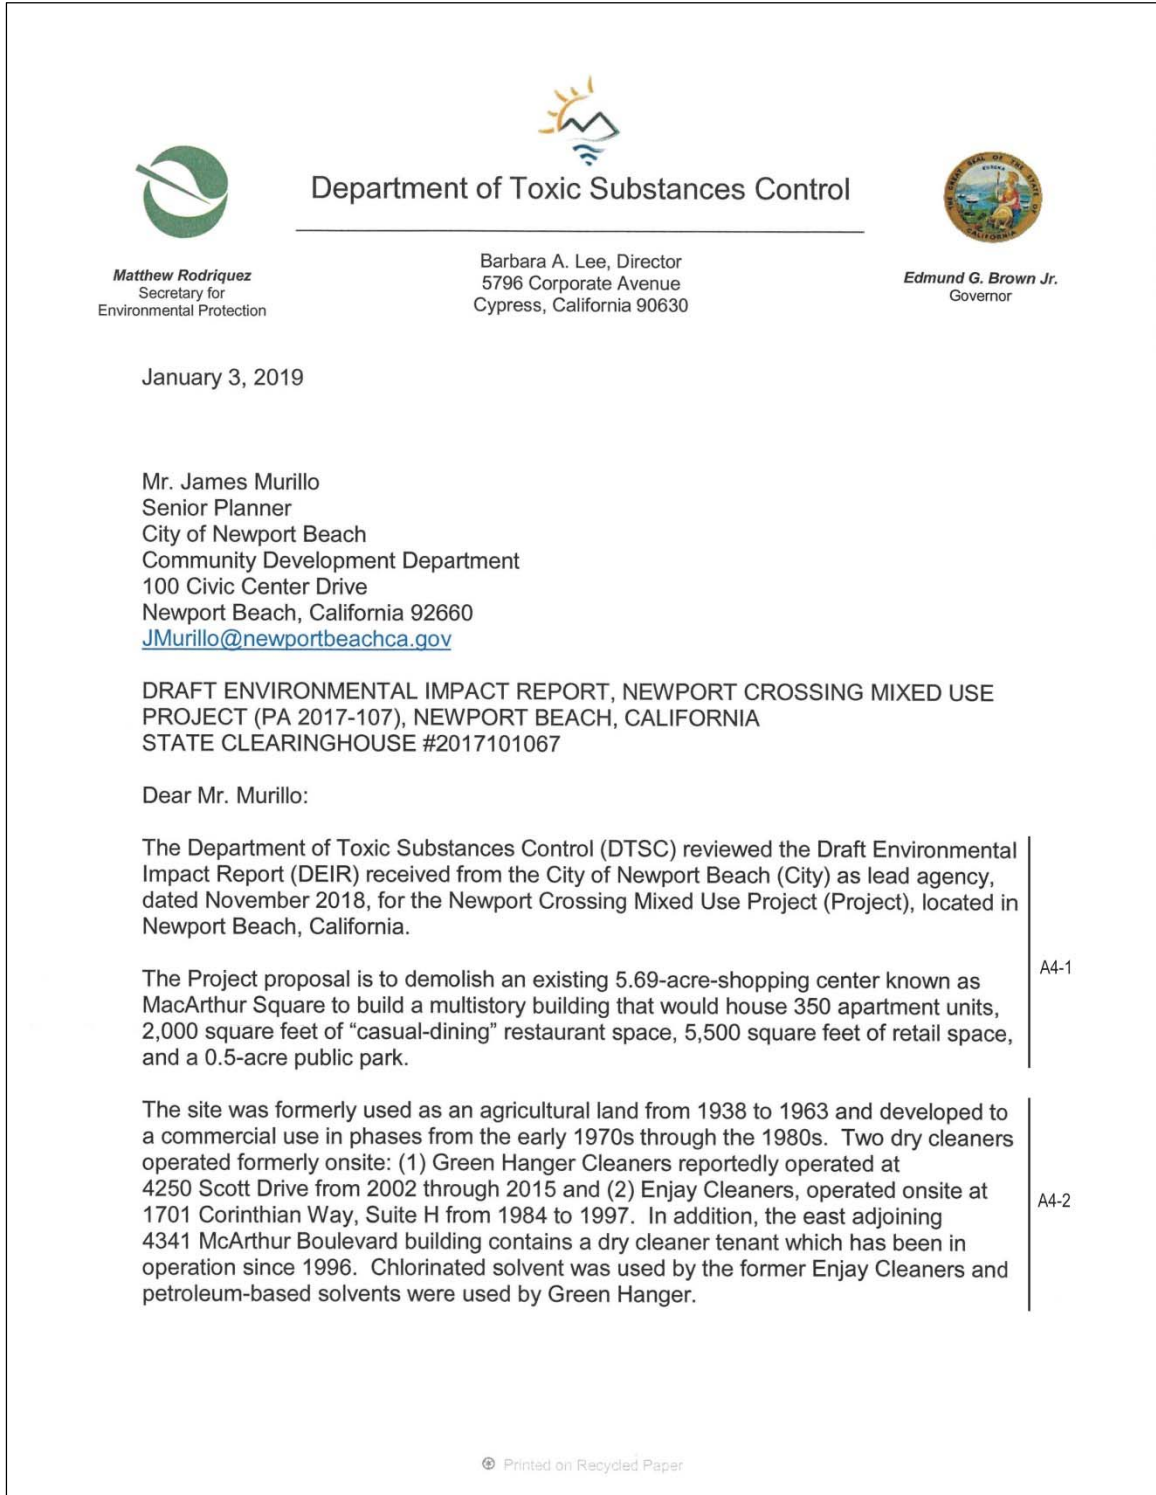 Department of Toxic Substances Control
Matthew Rodriquez
Secretary for
Environmental Protection
Barbara A. Lee, Director
5796 Corporate Avenue
Cypress, California 90630
THE GREAT SEAL OF THE STATE OF CALIFORNIA
EUREKA
Edmund G. Brown Jr.
Governor
January 3, 2019
Mr. James Murillo
Senior Planner
City of Newport Beach
Community Development Department
100 Civic Center Drive
Newport Beach, California 92660
JMurillo@newportbeachca.gov
DRAFT ENVIRONMENTAL IMPACT REPORT, NEWPORT CROSSING MIXED USE
PROJECT (PA 2017-107), NEWPORT BEACH, CALIFORNIA
STATE CLEARINGHOUSE #2017101067
Dear Mr. Murillo:
The Department of Toxic Substances Control (DTSC) reviewed the Draft Environmental
Impact Report (DEIR) received from the City of Newport Beach (City) as lead agency,
dated November 2018, for the Newport Crossing Mixed Use Project (Project), located in
Newport Beach, California.
A4-1
The Project proposal is to demolish an existing 5.69-acre-shopping center known as
MacArthur Square to build a multistory building that would house 350 apartment units,
2,000 square feet of “casual-dining” restaurant space, 5,500 square feet of retail space,
and a 0.5-acre public park.
The site was formerly used as an agricultural land from 1938 to 1963 and developed to
a commercial use in phases from the early 1970s through the 1980s. Two dry cleaners
operated formerly onsite: (1) Green Hanger Cleaners reportedly operated at
4250 Scott Drive from 2002 through 2015 and (2) Enjay Cleaners, operated onsite at
1701 Corinthian Way, Suite H from 1984 to 1997. In addition, the east adjoining
4341 McArthur Boulevard building contains a dry cleaner tenant which has been in
operation since 1996. Chlorinated solvent was used by the former Enjay Cleaners and
petroleum-based solvents were used by Green Hanger.
A4-2
Printed on Recycled Paper